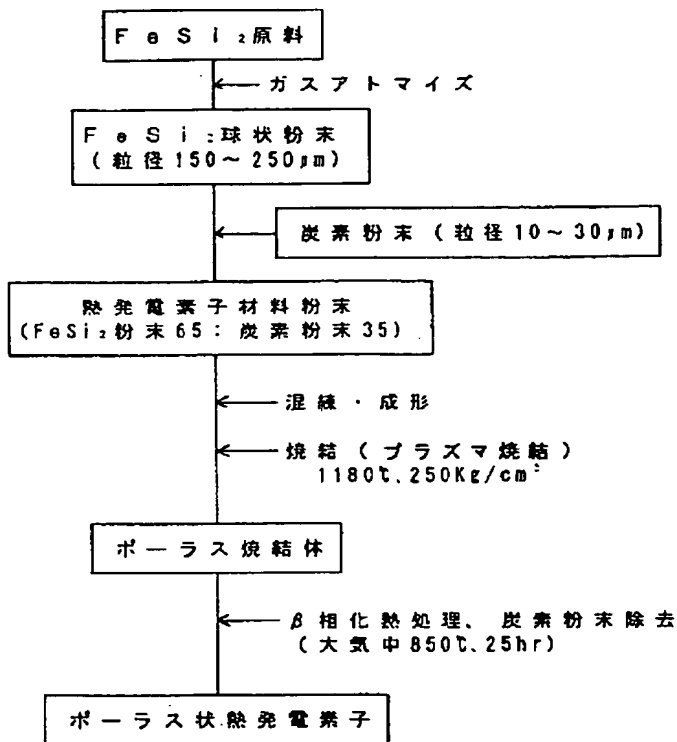 FeSi₂原料
ガスアトマイズ
FeSi₂球状粉末
(粒径150～250μm)
炭素粉末(粒径10～30μm)
熱発電素子材料粉末
(FeSi₂粉末65:炭素粉末35)
混練・成形
焼結(プラズマ焼結)
1180℃、250Kg/cm²
ポーラス焼結体
β相化熱処理、炭素粉末除去
(大気中850℃、25hr)
ポーラス状熱発電素子